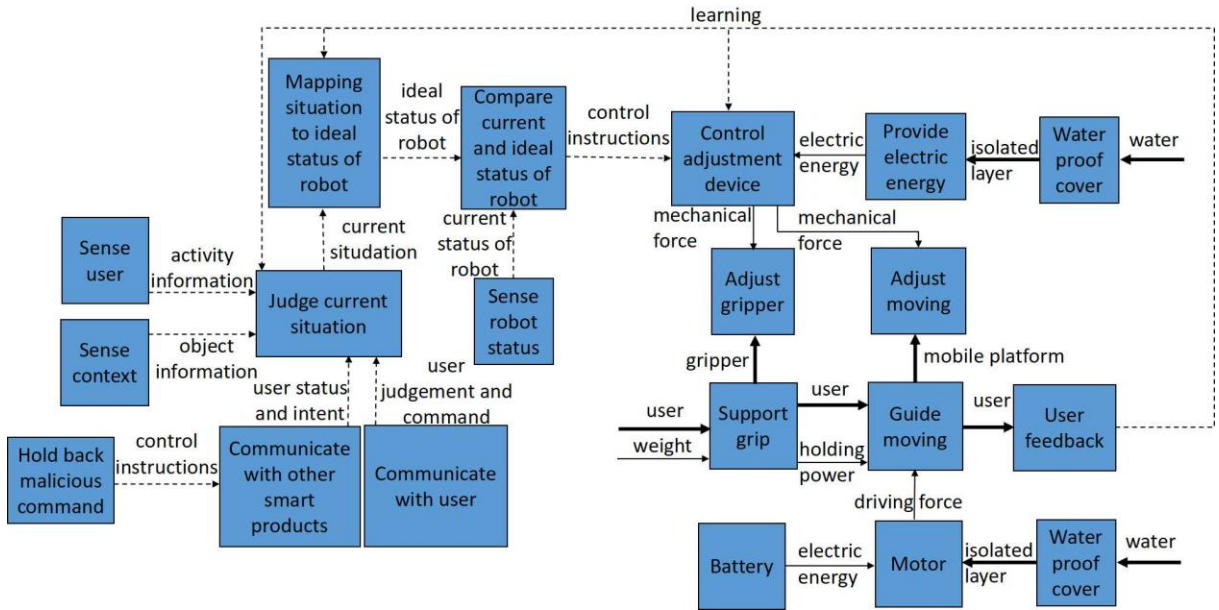 learning
Mapping
situation
to ideal
status of
robot
ideal
status of
robot
Compare
current
and ideal
status of
robot
control
instructions
Control
adjustment
device
electric
energy
Provide
electric
energy
isolated
layer
Water
proof
cover
water
Sense
user
activity
information
current
situdation
current
status of
robot
mechanical
force
mechanical
force
Judge current
situation
Sense
robot
status
Adjust
gripper
Adjust
moving
Sense
context
object
information
user status
and intent
user
judgement and
command
gripper
mobile platform
Hold back
malicious
command
control
instructions
Communicate
with other
smart
products
Communicate
with user
user
weight
Support
grip
user
holding
power
Guide
moving
user
User
feedback
driving force
Battery
electric
energy
Motor
isolated
layer
Water
proof
cover
water